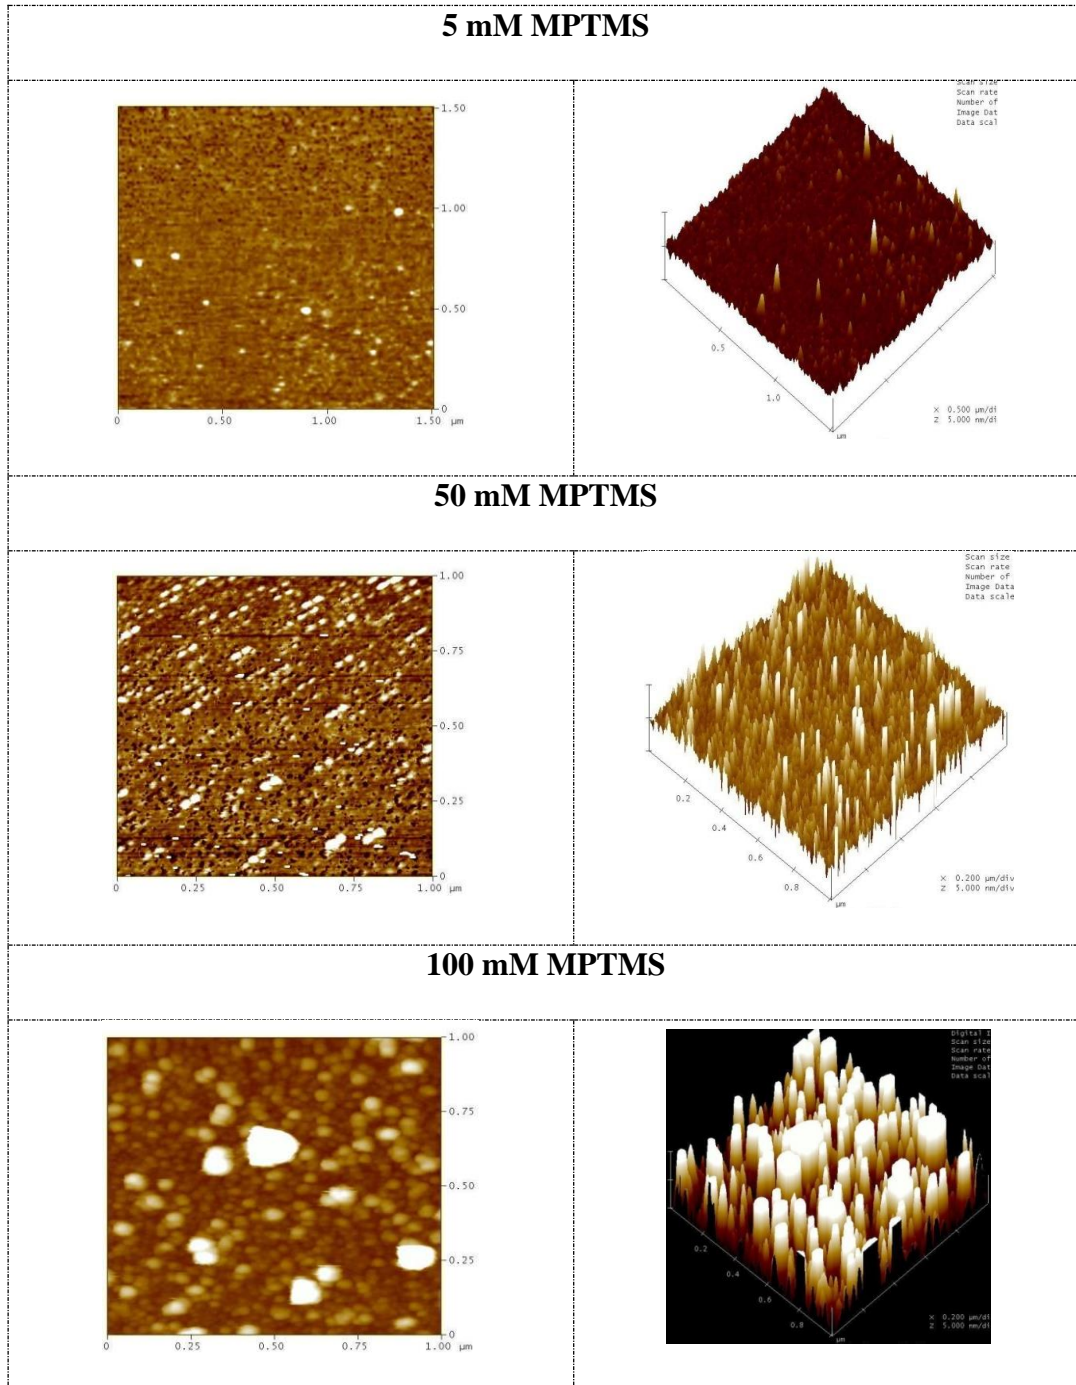 5 mM MPTMS
1.50
1.00
0.50
0
0 0.50 1.00 1.50 µm
Scan size
Scan rate
Number of
Image Dat
Data scal
0.5
1.0
µm
X 0.500 µm/di
Z 5.000 nm/di
50 mM MPTMS
1.00
0.75
0.50
0.25
0
0 0.25 0.50 0.75 1.00 µm
Scan size
Scan rate
Number of
Image Data
Data scale
0.2
0.4
0.6
0.8
µm
X 0.200 µm/div
Z 5.000 nm/div
100 mM MPTMS
1.00
0.75
0.50
0.25
0
0 0.25 0.50 0.75 1.00 µm
Digital I
Scan size
Scan rate
Number of
Image Dat
Data scal
0.2
0.4
0.6
0.8
µm
X 0.200 µm/di
Z 5.000 nm/di